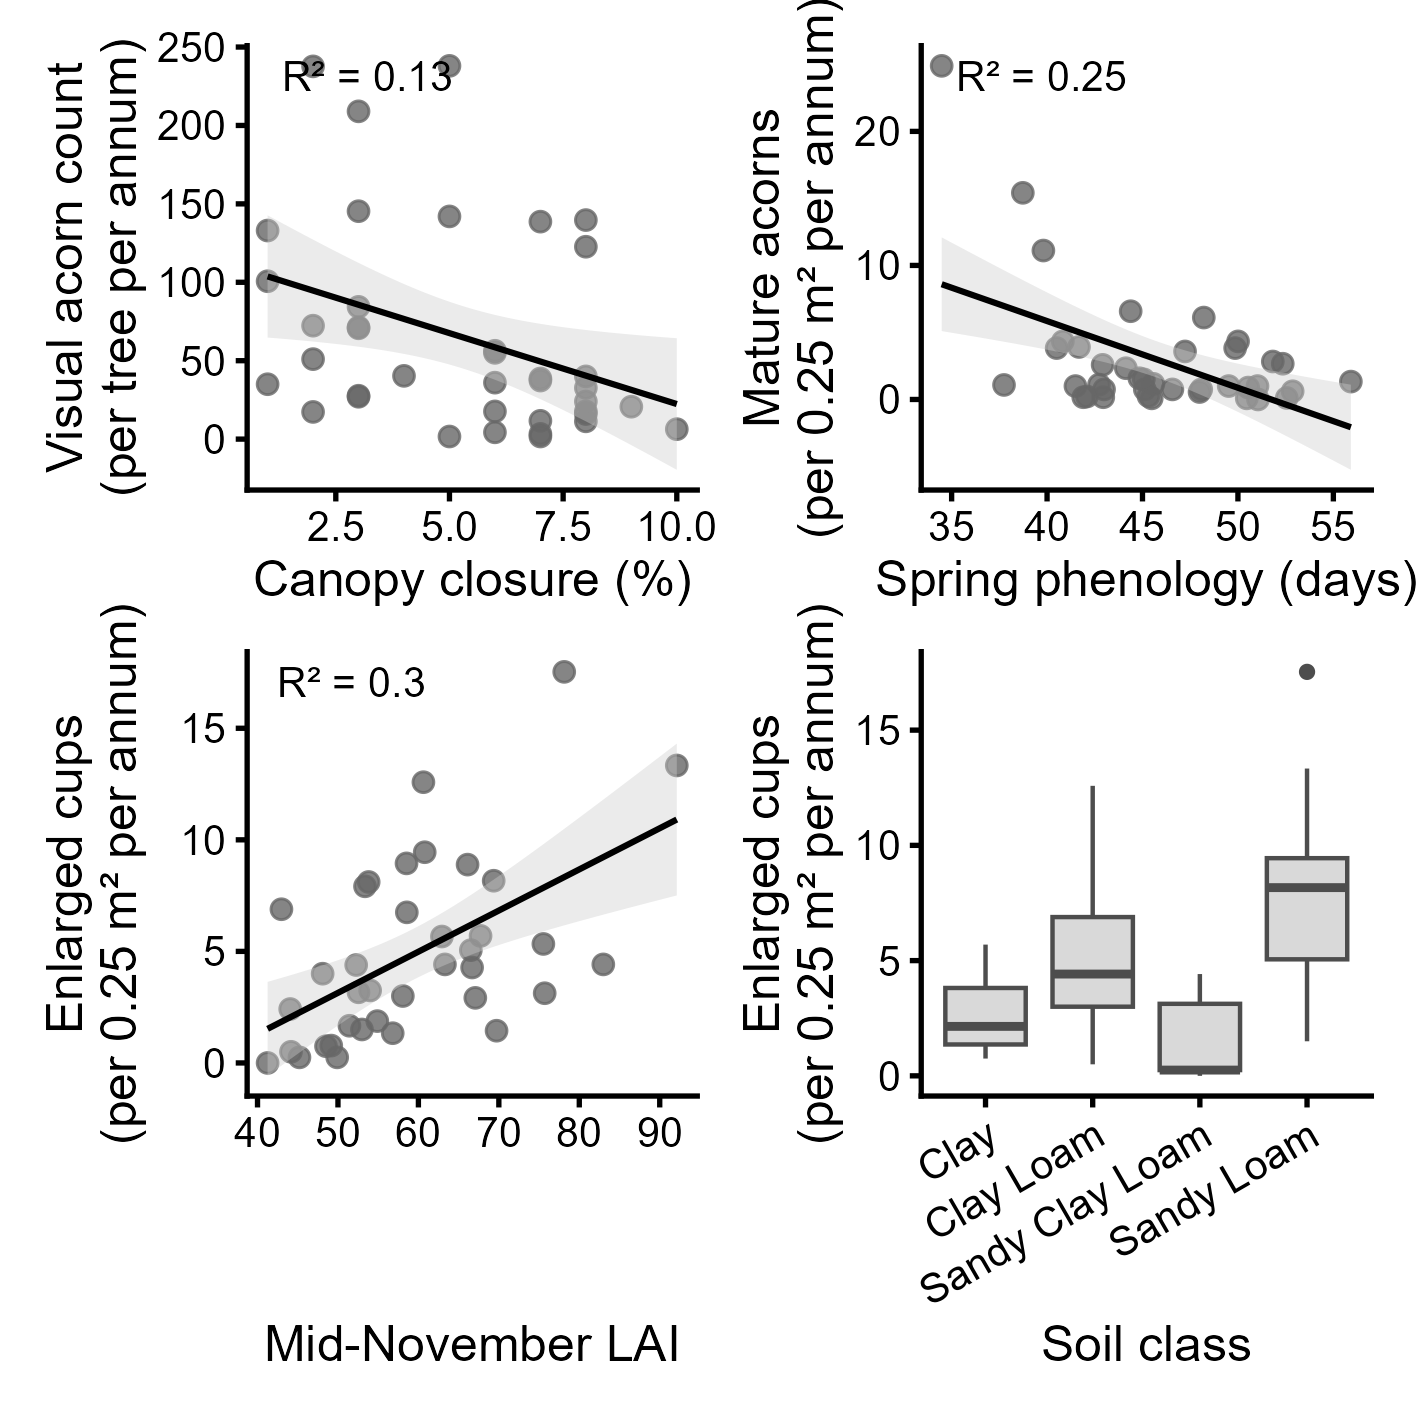 Visual acorn count
(per tree per annum)
250
200
150
100
50
0
R² = 0.13
2.5 5.0 7.5 10.0
Canopy closure (%)
Mature acorns
(per 0.25 m² per annum)
20
10
0
R² = 0.25
35 40 45 50 55
Spring phenology (days)
Enlarged cups
(per 0.25 m² per annum)
15
10
5
0
R² = 0.3
40 50 60 70 80 90
Mid-November LAI
Enlarged cups
(per 0.25 m² per annum)
15
10
5
0
Clay
Clay Loam
Sandy Clay Loam
Sandy Loam
Soil class